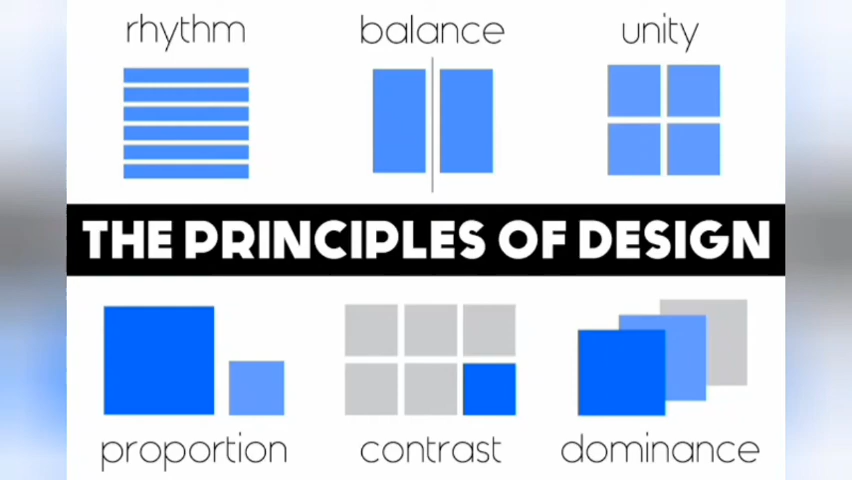 rhythm balance unity
THE PRINCIPLES OF DESIGN
proportion contrast dominance